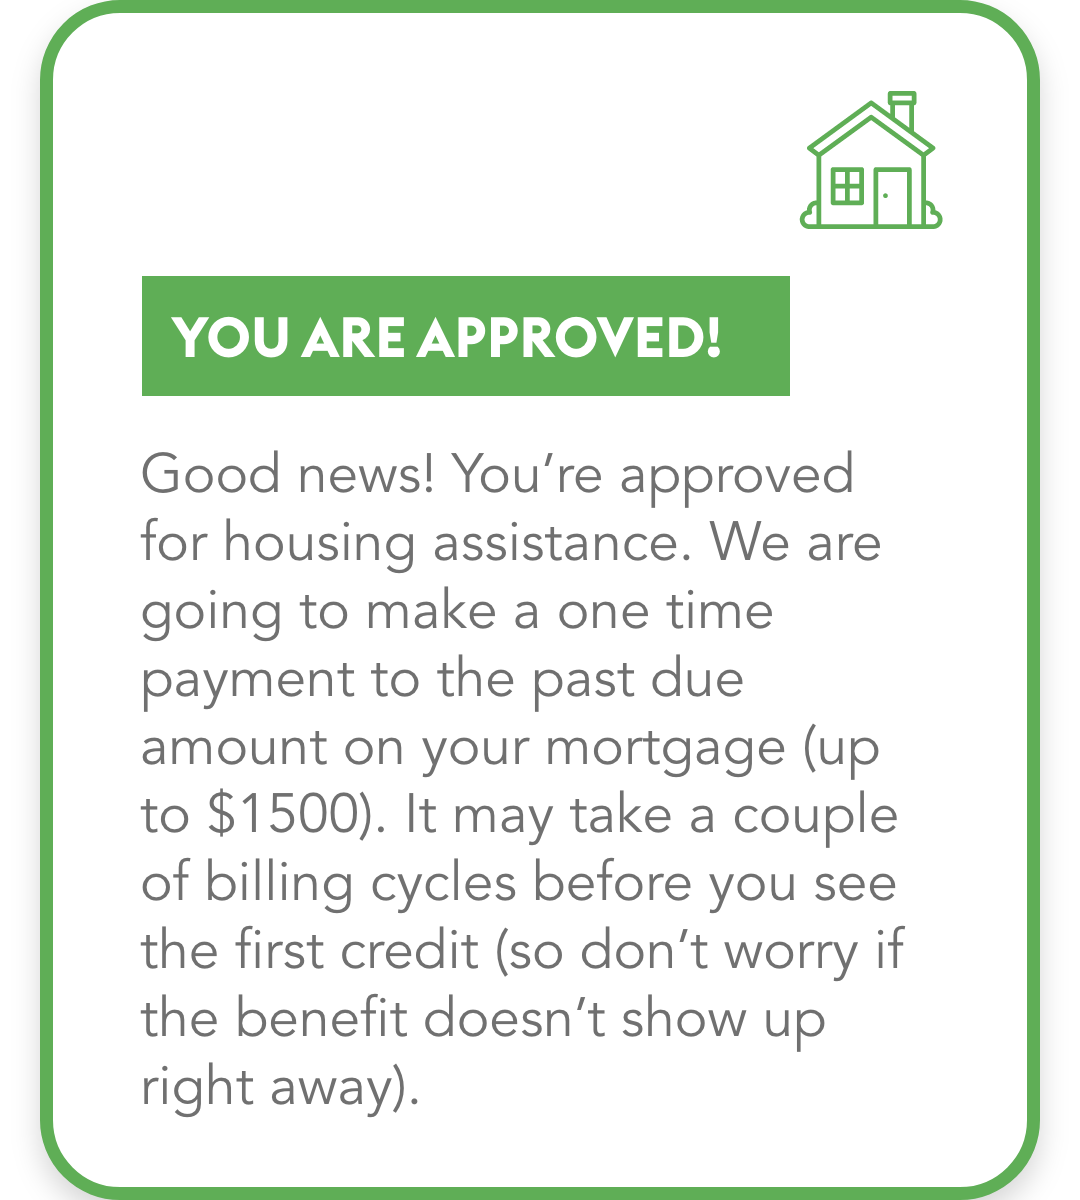 YOU ARE APPROVED!
Good news! You’re approved
for housing assistance. We are
going to make a one time
payment to the past due
amount on your mortgage (up
to $1500). It may take a couple
of billing cycles before you see
the first credit (so don’t worry if
the benefit doesn’t show up
right away).